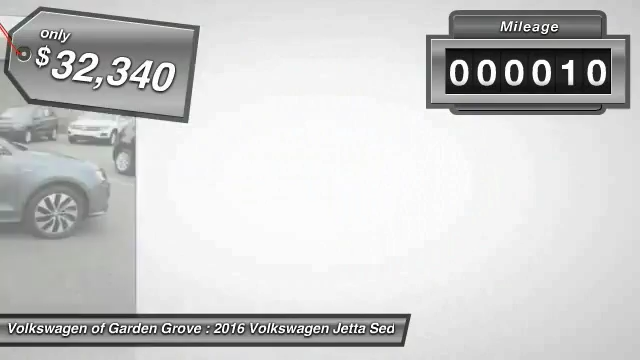 only
$32,340
Mileage
000010
Volkswagen of Garden Grove : 2016 Volkswagen Jetta Sed